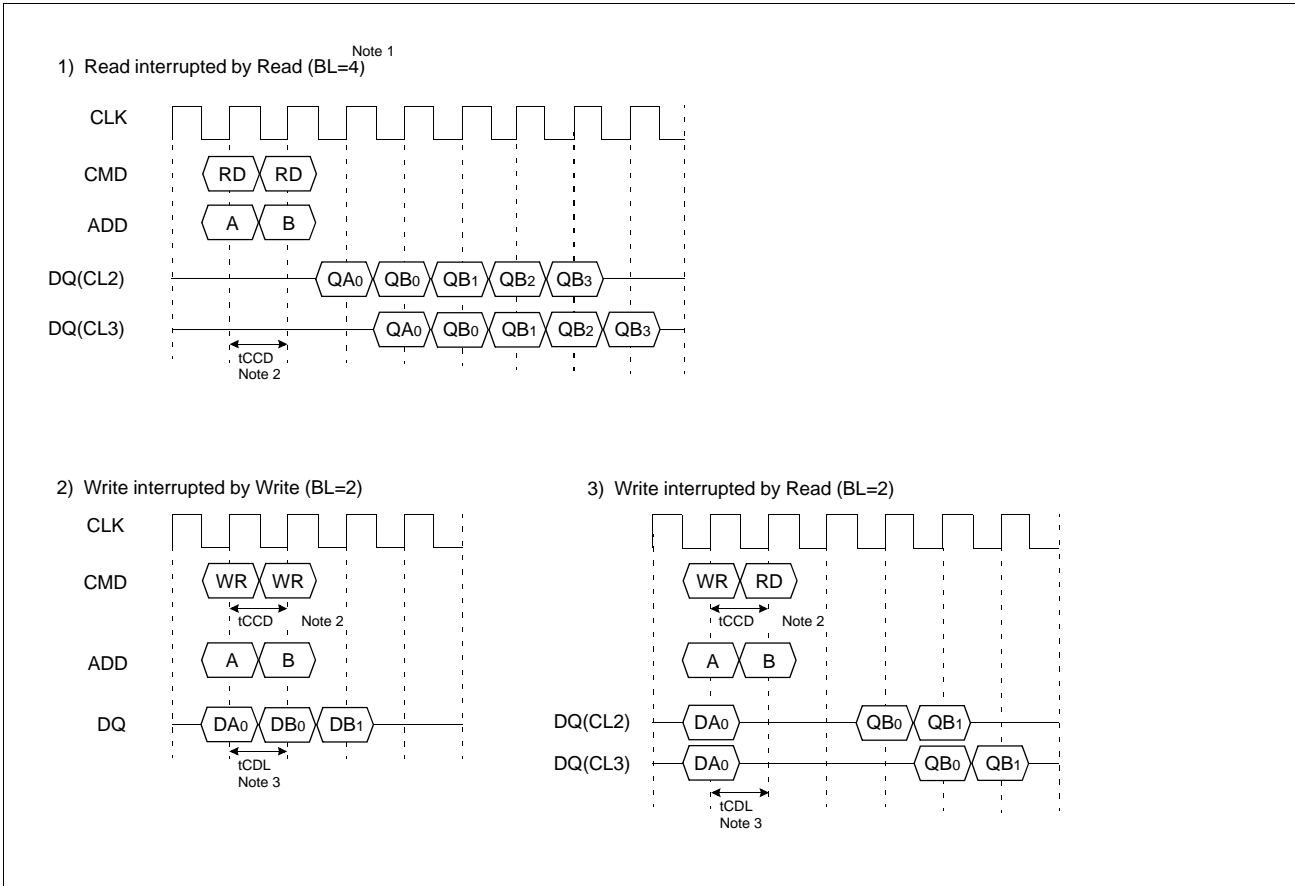 Note 1
1) Read interrupted by Read (BL=4)
CLK
CMD RD RD
ADD A B
DQ(CL2) QA0 QB0 QB1 QB2 QB3
DQ(CL3) QA0 QB0 QB1 QB2 QB3
tCCD
Note 2
2) Write interrupted by Write (BL=2)
CLK
CMD WR WR
tCCD Note 2
ADD A B
DQ DA0 DB0 DB1
tCDL
Note 3
3) Write interrupted by Read (BL=2)
WR RD
tCCD Note 2
A B
DQ(CL2) DA0 QB0 QB1
DQ(CL3) DA0 QB0 QB1
tCDL
Note 3